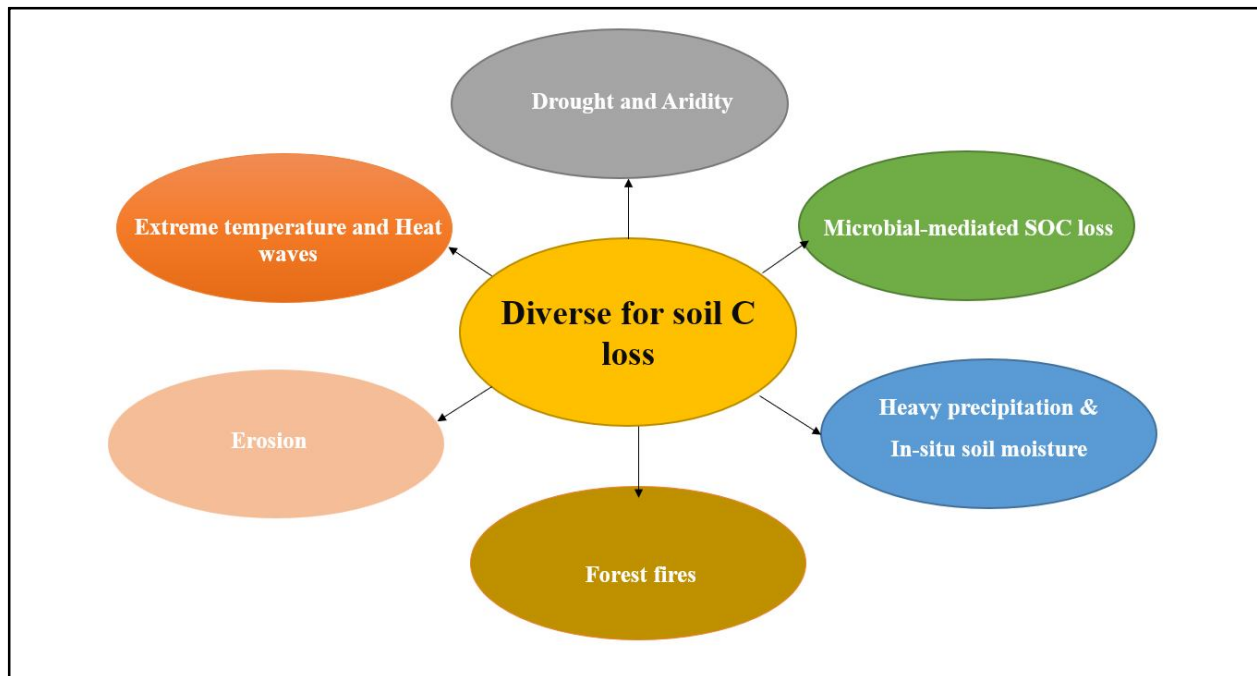 Drought and Aridity
Extreme temperature and Heat
waves
Microbial-mediated SOC loss
Diverse for soil C
loss
Erosion
Heavy precipitation &
In-situ soil moisture
Forest fires